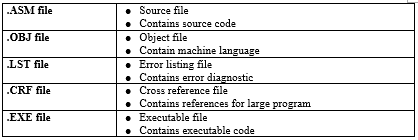 .ASM file
● Source file
● Contains source code
.OBJ file
● Object file
● Contain machine language
.LST file
● Error listing file
● Contains error diagnostic
.CRF file
● Cross reference file
● Contains references for large program
.EXE file
● Executable file
● Contains executable code